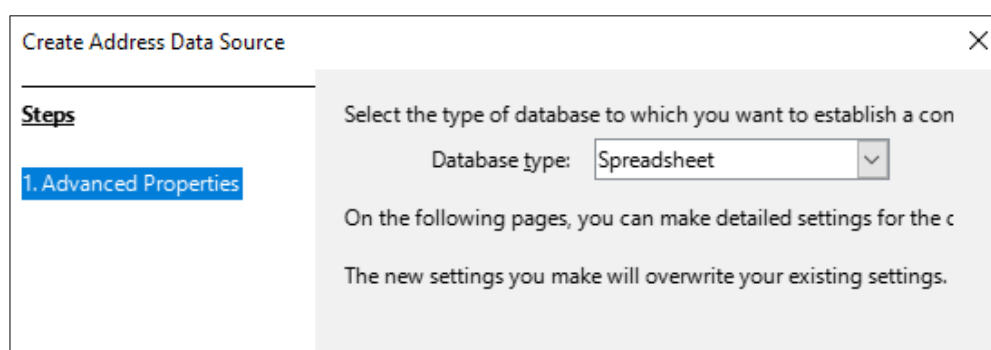 Create Address Data Source
Steps
1. Advanced Properties
Select the type of database to which you want to establish a con
Database type: Spreadsheet
On the following pages, you can make detailed settings for the c
The new settings you make will overwrite your existing settings.